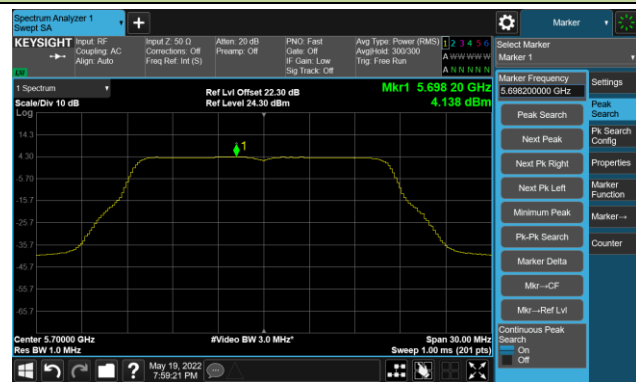 Spectrum Analyzer 1
Swept SA
Marker
KEYSIGHT
Input: RF
Coupling: AC
Align: Auto
Input Z: 50 Ω
Corrections: Off
Freq Ref: Int (S)
Atten: 20 dB
Preamp: Off
PNO: Fast
Gate: Off
IF Gain: Low
Sig Track: Off
Avg Type: Power (RMS)
Avg|Hold: 300/300
Trig: Free Run
1 2 3 4 5 6
A W W W W W
A N N N N N
Select Marker
Marker 1
1 Spectrum
Scale/Div 10 dB
Log
Ref Lvl Offset 22.30 dB
Ref Level 24.30 dBm
Mkr1 5.698 20 GHz
4.138 dBm
14.3
4.30
-5.70
-15.7
-25.7
-35.7
-45.7
-55.7
-65.7
1
Center 5.70000 GHz
Res BW 1.0 MHz
#Video BW 3.0 MHz*
Span 30.00 MHz
Sweep 1.00 ms (201 pts)
Marker Frequency
5.698200000 GHz
Peak Search
Next Peak
Next Pk Right
Next Pk Left
Minimum Peak
Pk-Pk Search
Marker Delta
Mkr→CF
Mkr→Ref Lvl
Continuous Peak
Search
On
Off
Settings
Peak
Search
Pk Search
Config
Properties
Marker
Function
Marker→
Counter
May 19, 2022
7:59:21 PM